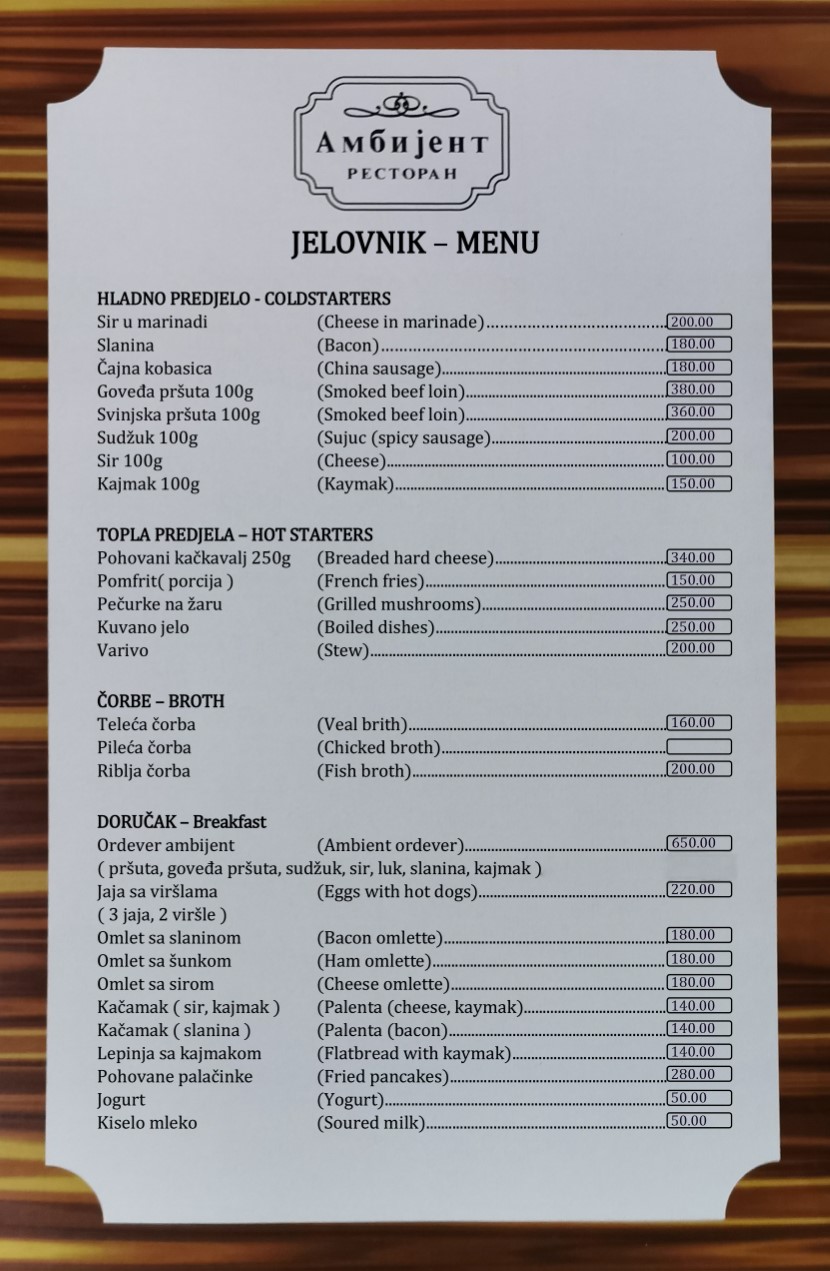 Амбијент
РЕСТОРАН
JELOVNIK – MENU
HLADNO PREDJELO - COLDSTARTERS
Sir u marinadi (Cheese in marinade)......................................200.00
Slanina (Bacon)......................................180.00
Čajna kobasica (China sausage)......................................180.00
Goveđa pršuta 100g (Smoked beef loin)......................................380.00
Svinjska pršuta 100g (Smoked beef loin)......................................360.00
Sudžuk 100g (Sujuc (spicy sausage)......................................200.00
Sir 100g (Cheese)......................................100.00
Kajmak 100g (Kaymak)......................................150.00
TOPLA PREDJELA – HOT STARTERS
Pohovani kačkavalj 250g (Breaded hard cheese)......................................340.00
Pomfrit( porcija ) (French fries)......................................150.00
Pečurke na žaru (Grilled mushrooms)......................................250.00
Kuvano jelo (Boiled dishes)......................................250.00
Varivo (Stew)......................................200.00
ČORBE – BROTH
Teleća čorba (Veal brith)......................................160.00
Pileća čorba (Chicked broth)......................................
Riblja čorba (Fish broth)......................................200.00
DORUČAK – Breakfast
Ordever ambijent (Ambient ordever)......................................650.00
( pršuta, goveđa pršuta, sudžuk, sir, luk, slanina, kajmak )
Jaja sa viršlama (Eggs with hot dogs)......................................220.00
( 3 jaja, 2 viršle )
Omlet sa slaninom (Bacon omlette)......................................180.00
Omlet sa šunkom (Ham omlette)......................................180.00
Omlet sa sirom (Cheese omlette)......................................180.00
Kačamak ( sir, kajmak ) (Palenta (cheese, kaymak)......................................140.00
Kačamak ( slanina ) (Palenta (bacon)......................................140.00
Lepinja sa kajmakom (Flatbread with kaymak)......................................140.00
Pohovane palačinke (Fried pancakes)......................................280.00
Jogurt (Yogurt)......................................50.00
Kiselo mleko (Soured milk)......................................50.00